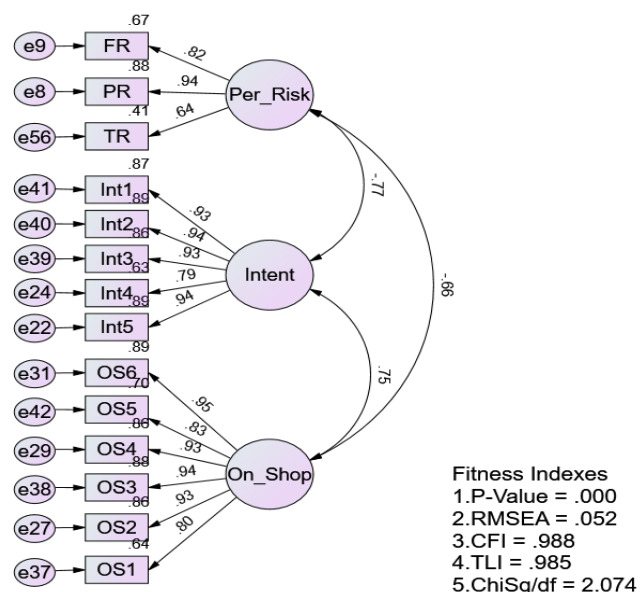 .67
e9 FR .82
.88
e8 PR .94 Per_Risk
.41 .64
e56 TR
-.77
.87
e41 Int1 .93
.89
e40 Int2 .94
.86
e39 Int3 .93 Intent
.63
e24 Int4 .79
.89
e22 Int5 .94
-.66
.89
e31 OS6 .95
.75
.70
e42 OS5 .83
.86
e29 OS4 .93
.88
e38 OS3 .94 On_Shop
.86
e27 OS2 .93
.64
e37 OS1 .80
Fitness Indexes
1.P-Value = .000
2.RMSEA = .052
3.CFI = .988
4.TLI = .985
5.ChiSq/df = 2.074